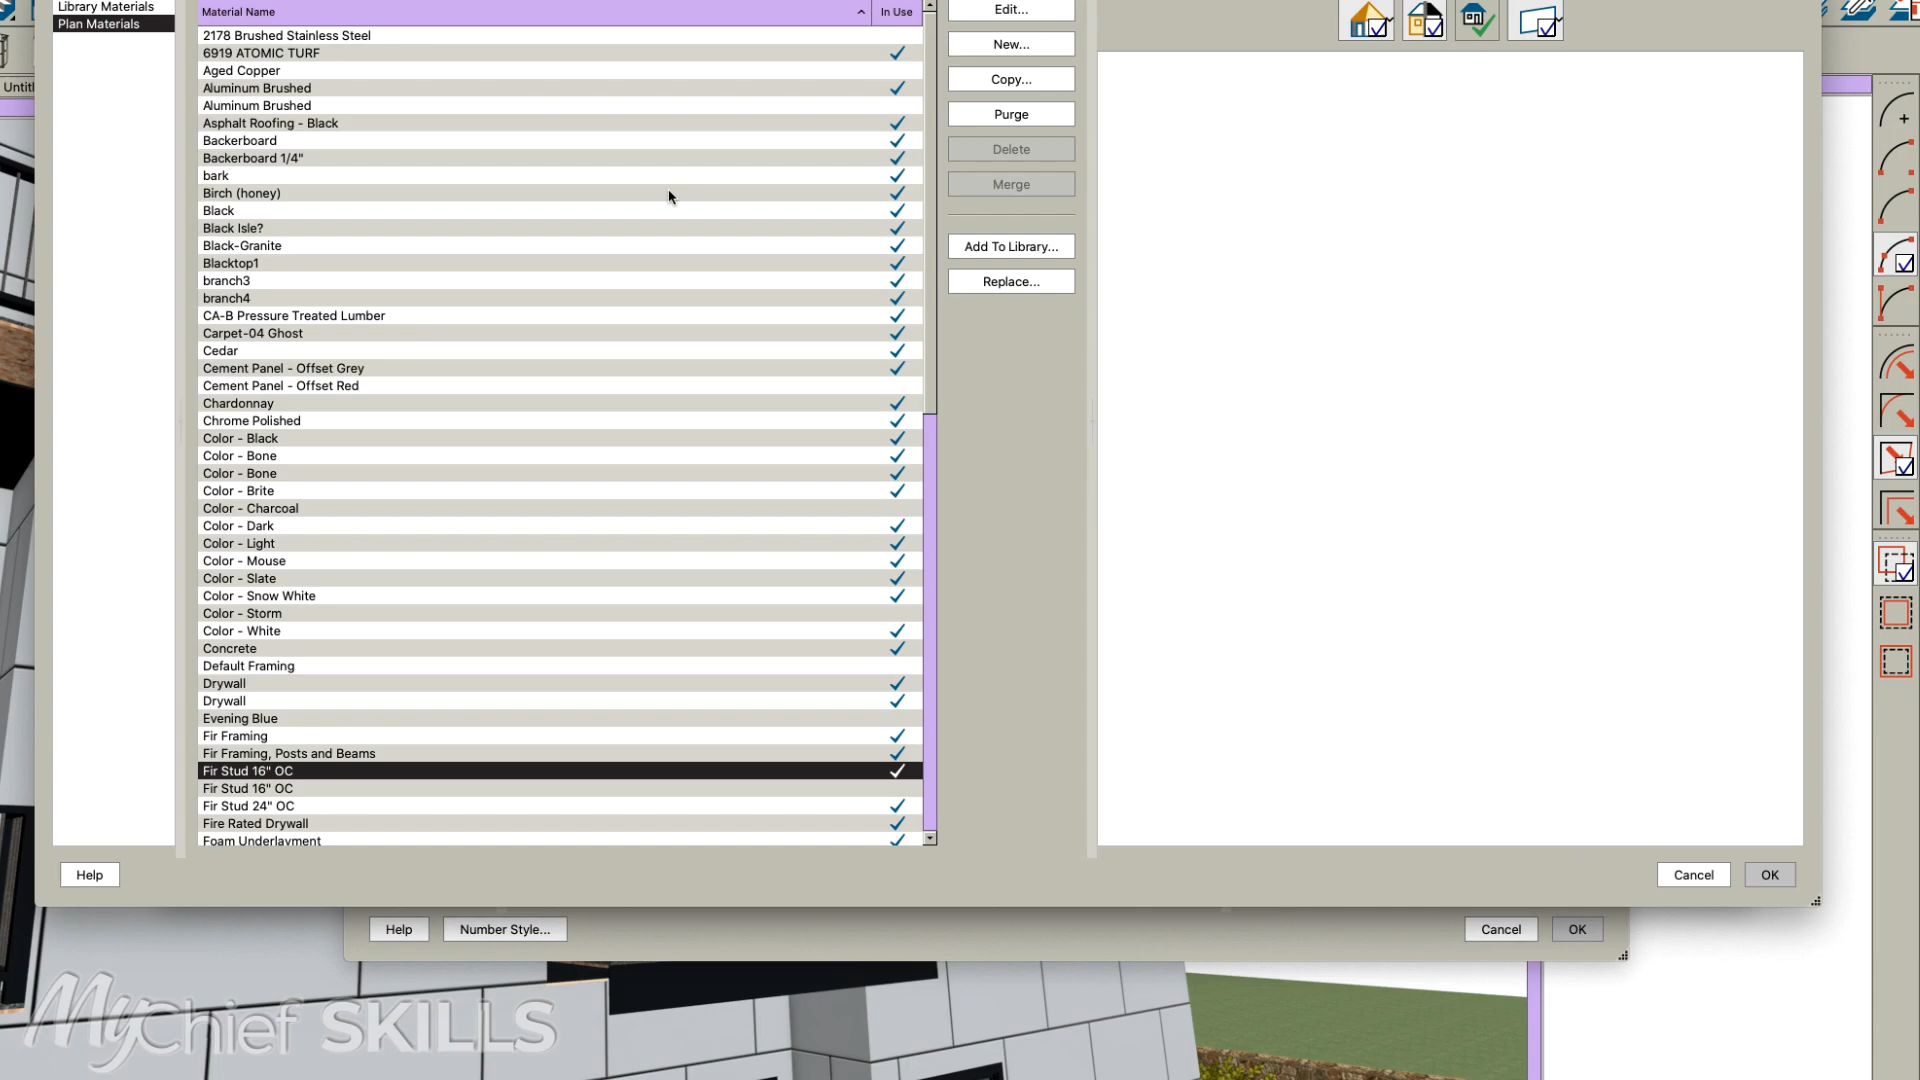 Library Materials
Plan Materials
Material Name
In Use
2178 Brushed Stainless Steel
6919 ATOMIC TURF
Aged Copper
Aluminum Brushed
Aluminum Brushed
Asphalt Roofing - Black
Backerboard
Backerboard 1/4"
bark
Birch (honey)
Black
Black Isle?
Black-Granite
Blacktop1
branch3
branch4
CA-B Pressure Treated Lumber
Carpet-04 Ghost
Cedar
Cement Panel - Offset Grey
Cement Panel - Offset Red
Chardonnay
Chrome Polished
Color - Black
Color - Bone
Color - Bone
Color - Brite
Color - Charcoal
Color - Dark
Color - Light
Color - Mouse
Color - Slate
Color - Snow White
Color - Storm
Color - White
Concrete
Default Framing
Drywall
Drywall
Evening Blue
Fir Framing
Fir Framing, Posts and Beams
Fir Stud 16" OC
Fir Stud 16" OC
Fir Stud 24" OC
Fire Rated Drywall
Foam Underlayment
Edit...
New...
Copy...
Purge
Delete
Merge
Add To Library...
Replace...
Untitl
Help
Cancel
OK
Help
Number Style...
Cancel
OK
MyChief SKILLS